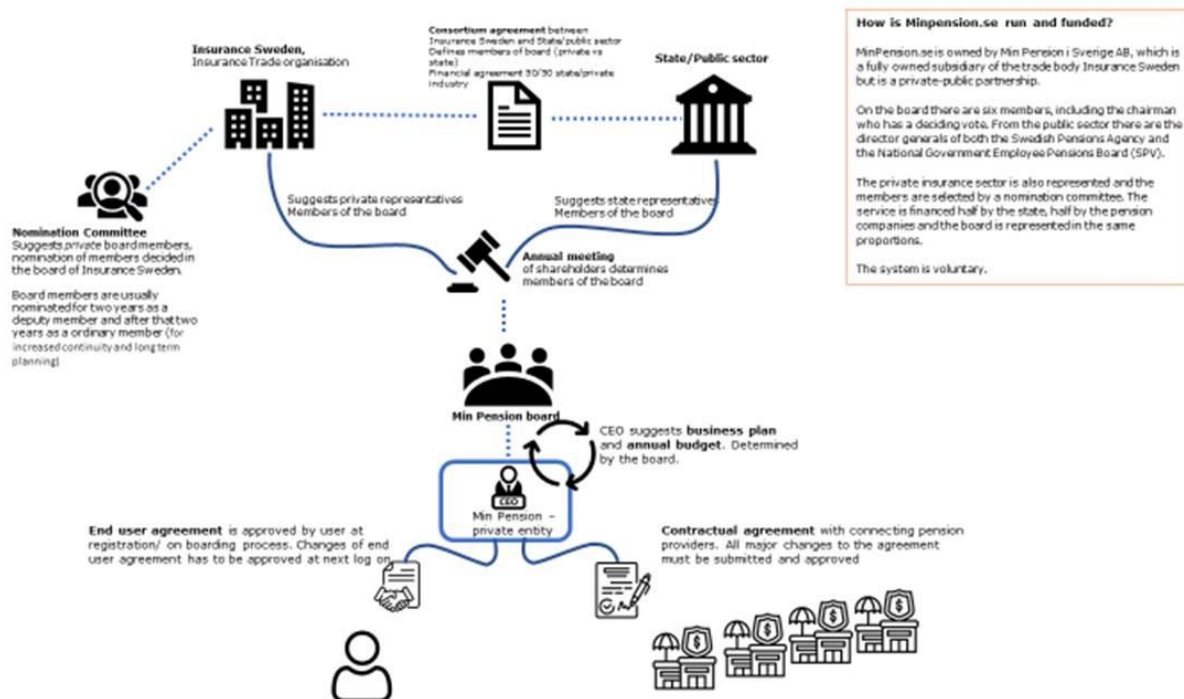 Insurance Sweden,
Insurance Trade organisation
Consortium agreement between
Insurance Sweden and State/public sector
Defines members of board (private vs
state)
Financial agreement 50/50 state/private
industry
State/Public sector
How is Minpension.se run and funded?
MinPension.se is owned by Min Pension i Sverige AB, which is
a fully owned subsidiary of the trade body Insurance Sweden
but is a private-public partnership.
On the board there are six members, including the chairman
who has a deciding vote. From the public sector there are the
director generals of both the Swedish Pensions Agency and
the National Government Employee Pensions Board (SPV).
The private insurance sector is also represented and the
members are selected by a nomination committee. The
service is financed half by the state, half by the pension
companies and the board is represented in the same
proportions.
The system is voluntary.
Nomination Committee
Suggests private board members,
nomination of members decided in
the board of Insurance Sweden.
Board members are usually
nominated for two years as a
deputy member and after that two
years as a ordinary member (for
increased continuity and long term
planning)
Suggests private representatives
Members of the board
Suggests state representatives
Members of the board
Annual meeting
of shareholders determines
members of the board
Min Pension board
CEO suggests business plan
and annual budget. Determined
by the board.
CEO
Min Pension –
private entity
End user agreement is approved by user at
registration/ on boarding process. Changes of end
user agreement has to be approved at next log on
Contractual agreement with connecting pension
providers. All major changes to the agreement
must be submitted and approved